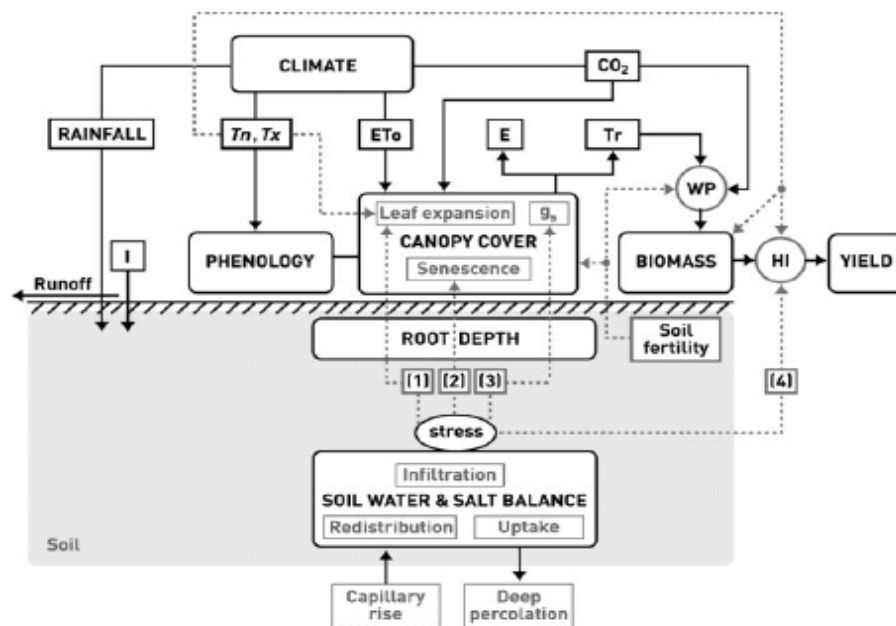 CLIMATE
CO₂
RAINFALL
Tn, Tx
ETo
E
Tr
WP
Leaf expansion
gs
CANOPY COVER
Senescence
I
PHENOLOGY
BIOMASS
HI
YIELD
Runoff
ROOT DEPTH
Soil
fertility
(1)
(2)
(3)
(4)
stress
Infiltration
SOIL WATER & SALT BALANCE
Redistribution
Uptake
Soil
Capillary
rise
Deep
percolation